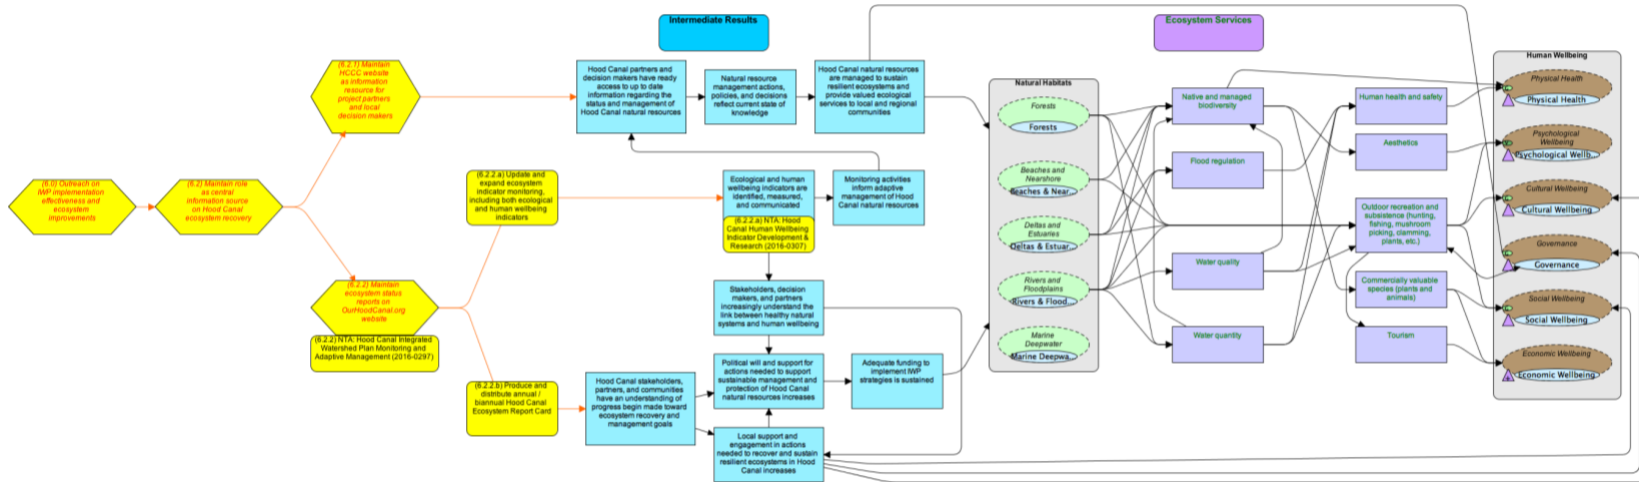 Intermediate Results
Ecosystem Services
(6.0) Outreach on
IWP implementation
effectiveness and
ecosystem
improvements
(6.2) Maintain role
as central
information source
on Hood Canal
ecosystem recovery
(6.2.1) Maintain
HCCC website
as information
resource for
project partners
and local
decision makers
(6.2.2) Maintain
ecosystem status
reports on
OurHoodCanal.org
website
(6.2.2) NTA: Hood Canal Integrated
Watershed Plan Monitoring and
Adaptive Management (2016-0297)
(6.2.2.a) Update and
expand ecosystem
indicator monitoring,
including both ecological
and human wellbeing
indicators
(6.2.2.b) Produce and
distribute annual /
biannual Hood Canal
Ecosystem Report Card
Hood Canal partners and
decision makers have ready
access to up to date
information regarding the
status and management of
Hood Canal natural resources
Natural resource
management actions,
policies, and decisions
reflect current state of
knowledge
Hood Canal natural resources
are managed to sustain
resilient ecosystems and
provide valued ecological
services to local and regional
communities
Ecological and human
wellbeing indicators are
identified, measured,
and communicated
(6.2.2.a) NTA: Hood
Canal Human Wellbeing
Indicator Development &
Research (2016-0307)
Monitoring activities
inform adaptive
management of Hood
Canal natural resources
Stakeholders, decision
makers, and partners
increasingly understand the
link between healthy natural
systems and human wellbeing
Hood Canal stakeholders,
partners, and communities
have an understanding of
progress begin made toward
ecosystem recovery and
management goals
Political will and support for
actions needed to support
sustainable management and
protection of Hood Canal
natural resources increases
Adequate funding to
implement IWP
strategies is sustained
Local support and
engagement in actions
needed to recover and sustain
resilient ecosystems in Hood
Canal increases
Natural Habitats
Forests
Forests
Beaches and
Nearshore
Beaches & Near...
Deltas and
Estuaries
Deltas & Estuar...
Rivers and
Floodplains
Rivers & Flood...
Marine
Deepwater
Marine Deepwa...
Native and managed
biodiversity
Flood regulation
Water quality
Water quantity
Human health and safety
Aesthetics
Outdoor recreation and
subsistence (hunting,
fishing, mushroom
picking, clamming,
plants, etc.)
Commercially valuable
species (plants and
animals)
Tourism
Human Wellbeing
Physical Health
Physical Health
Psychological
Wellbeing
Psychological Wellb...
Cultural Wellbeing
Cultural Wellbeing
Governance
Governance
Social Wellbeing
Social Wellbeing
Economic Wellbeing
Economic Wellbeing